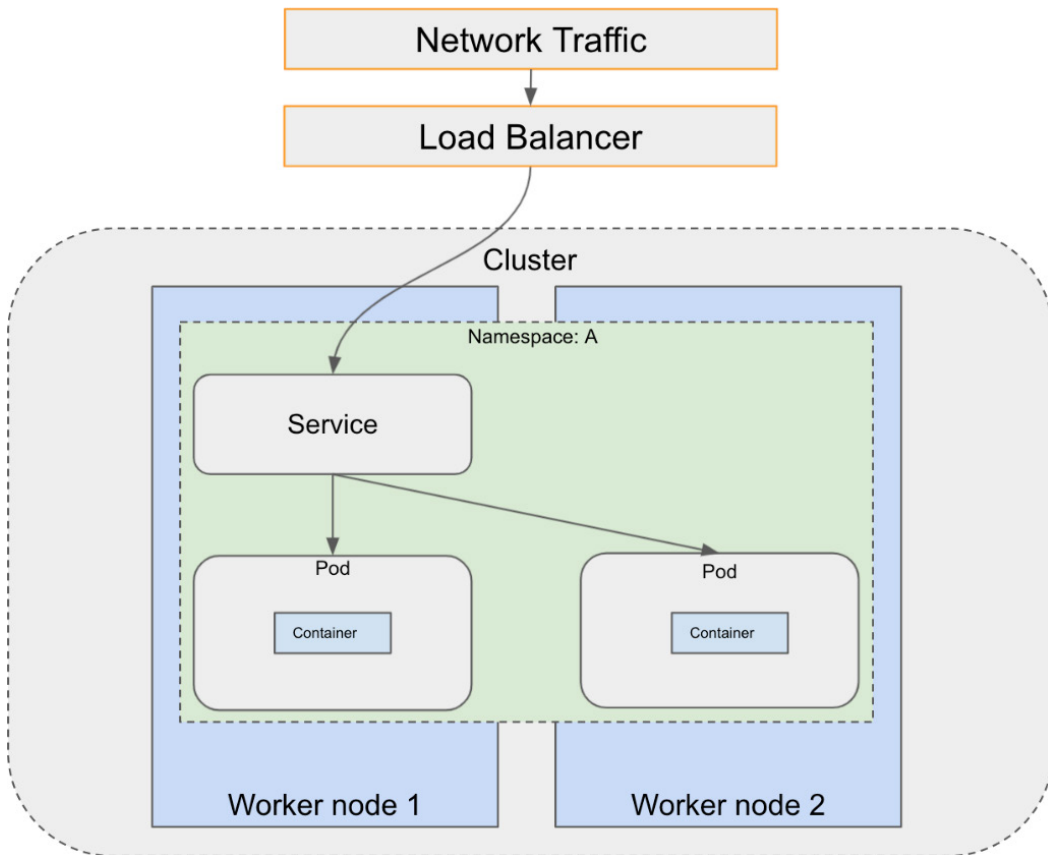 Network Traffic
Load Balancer
Cluster
Namespace: A
Service
Pod
Pod
Container
Container
Worker node 1
Worker node 2